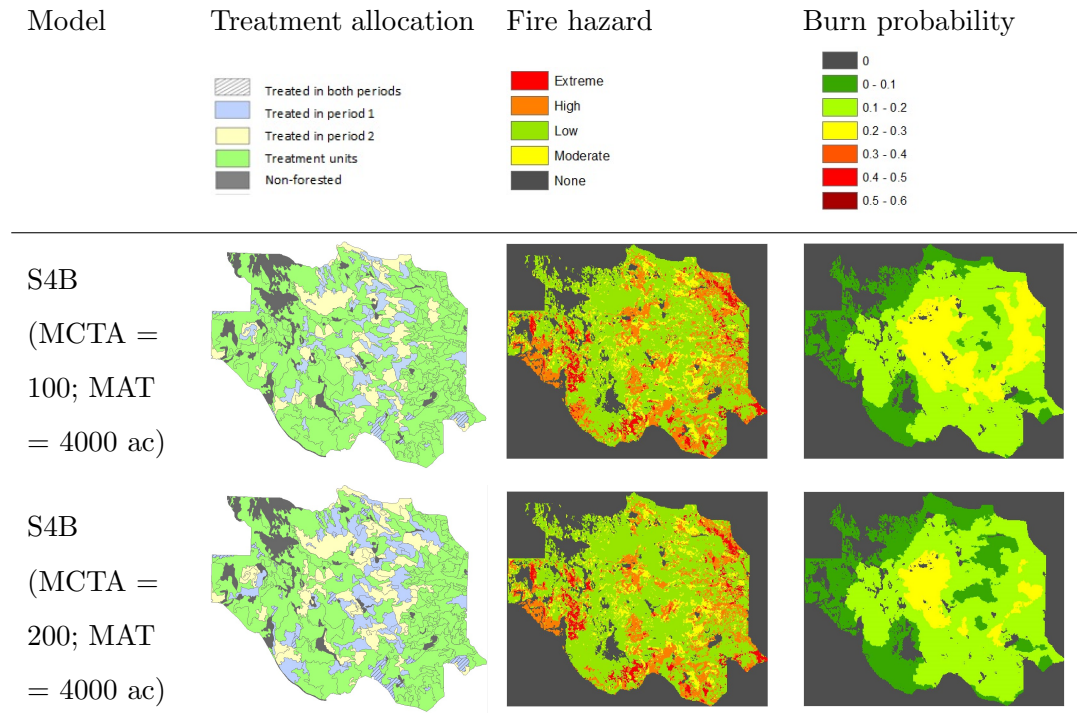 Model Treatment allocation Fire hazard Burn probability
Treated in both periods
Treated in period 1
Treated in period 2
Treatment units
Non-forested
Extreme
High
Low
Moderate
None
0
0 - 0.1
0.1 - 0.2
0.2 - 0.3
0.3 - 0.4
0.4 - 0.5
0.5 - 0.6
S4B
(MCTA =
100; MAT
= 4000 ac)
S4B
(MCTA =
200; MAT
= 4000 ac)